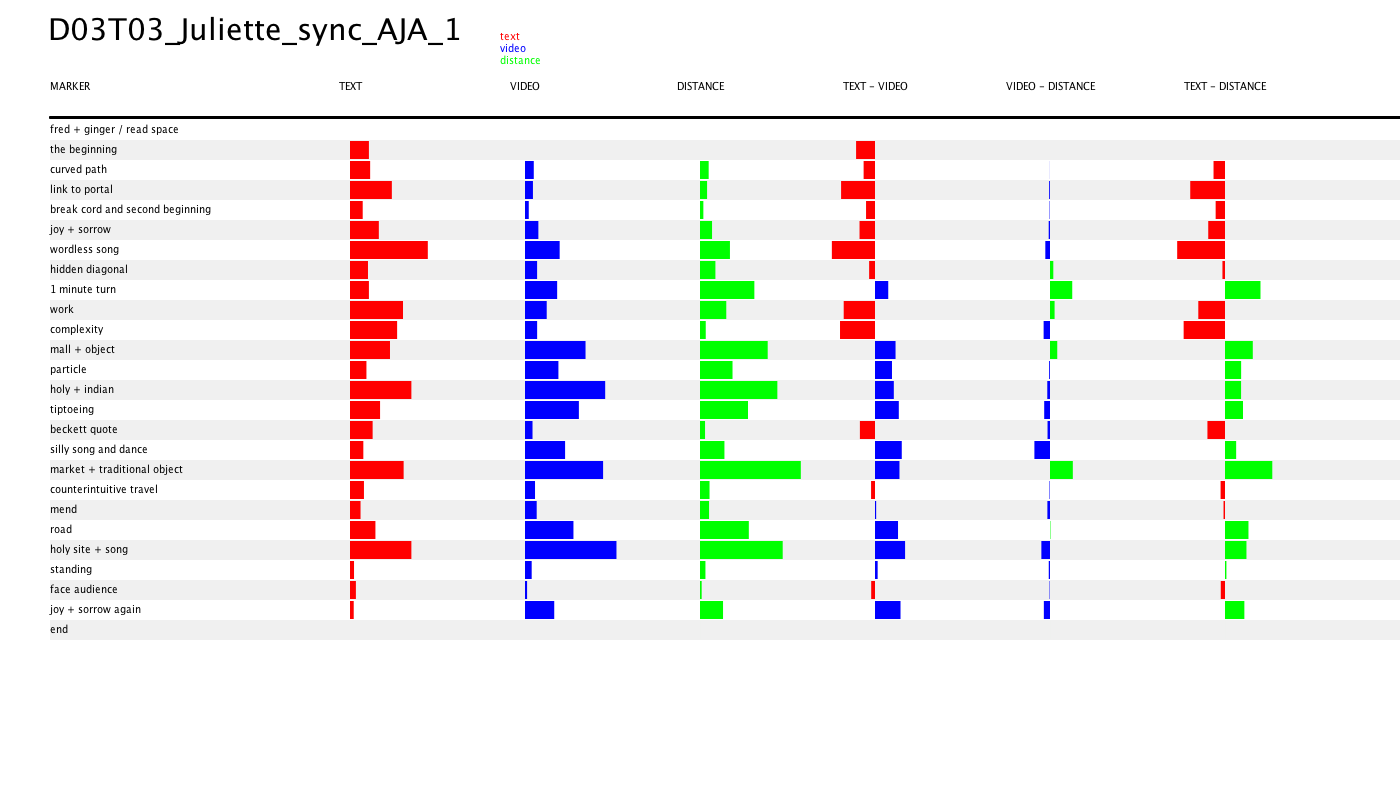 D03T03_Juliette_sync_AJA_1
text
video
distance
MARKER TEXT VIDEO DISTANCE TEXT - VIDEO VIDEO - DISTANCE TEXT - DISTANCE
fred + ginger / read space
the beginning
curved path
link to portal
break cord and second beginning
joy + sorrow
wordless song
hidden diagonal
1 minute turn
work
complexity
mall + object
particle
holy + indian
tiptoeing
beckett quote
silly song and dance
market + traditional object
counterintuitive travel
mend
road
holy site + song
standing
face audience
joy + sorrow again
end